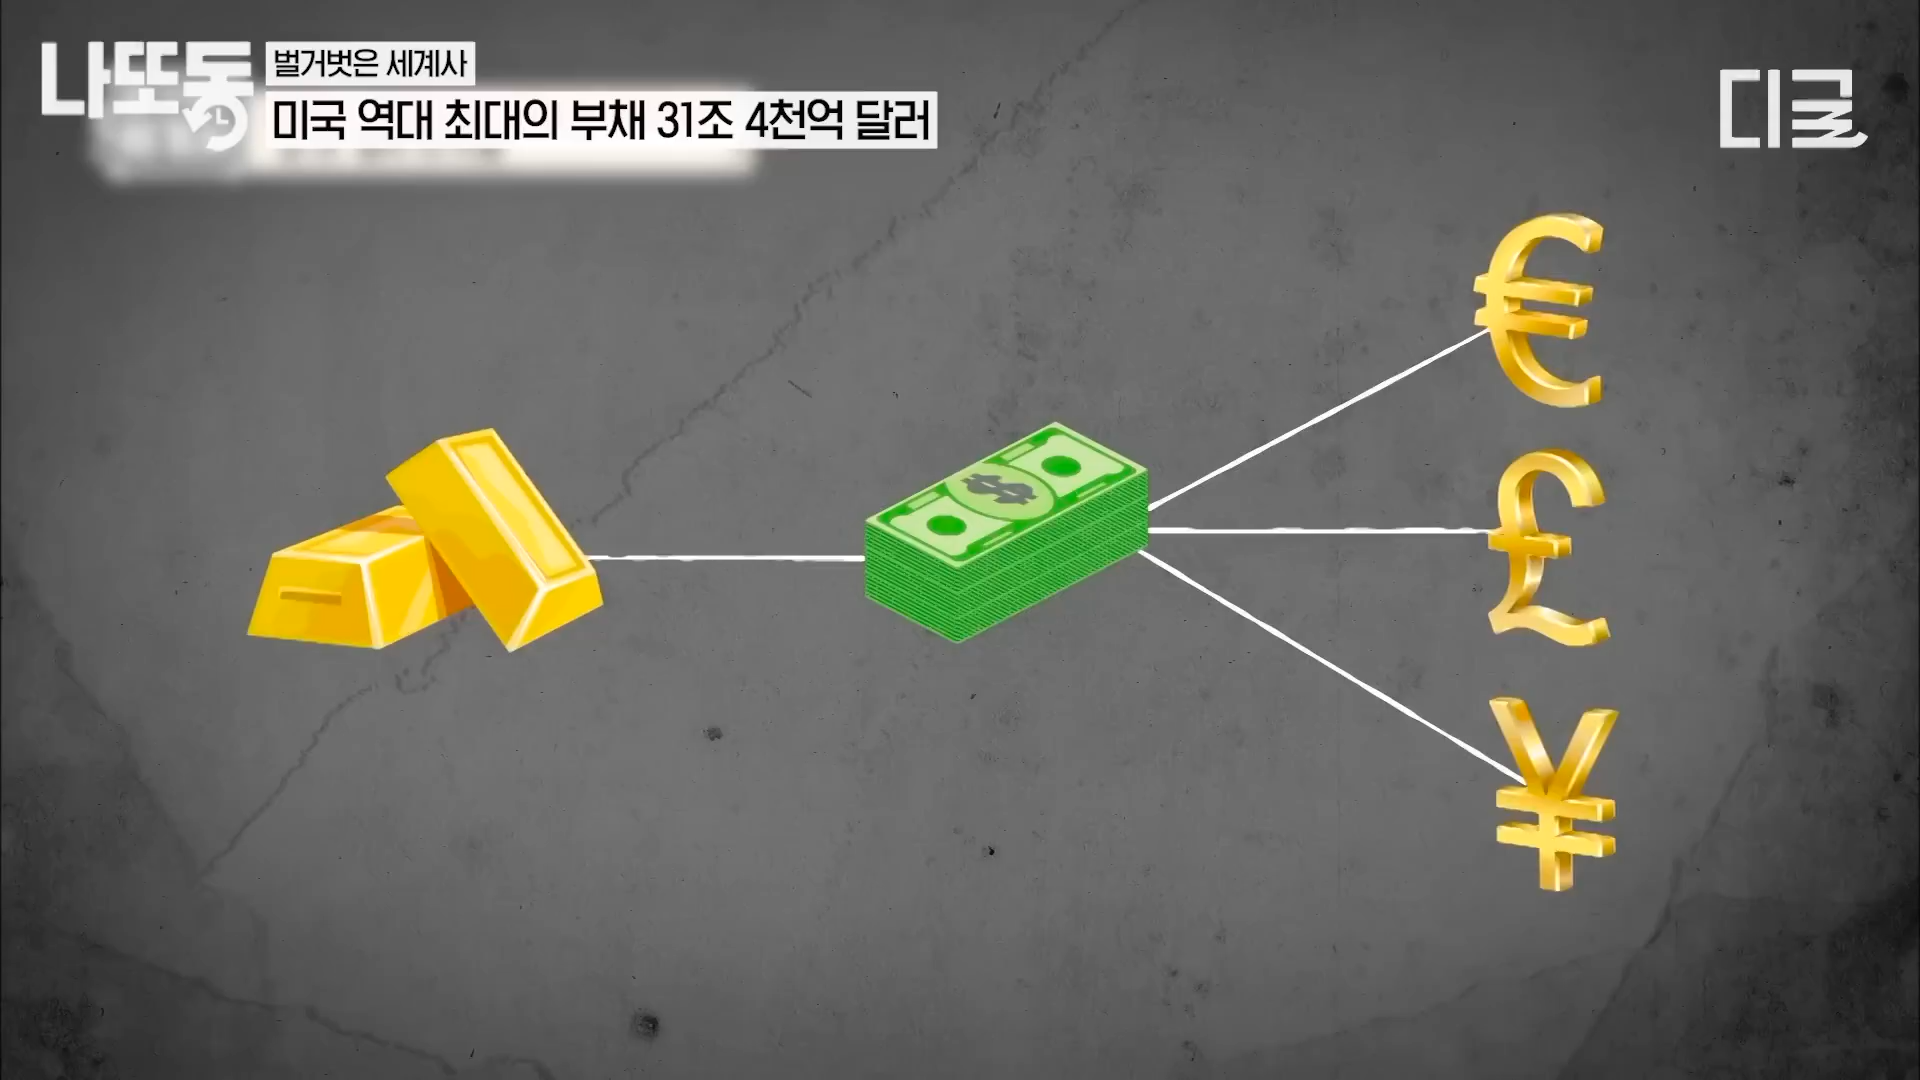 나또동
벌거벗은 세계사
미국 역대 최대의 부채 31조 4천억 달러
디글
$
€
£
¥